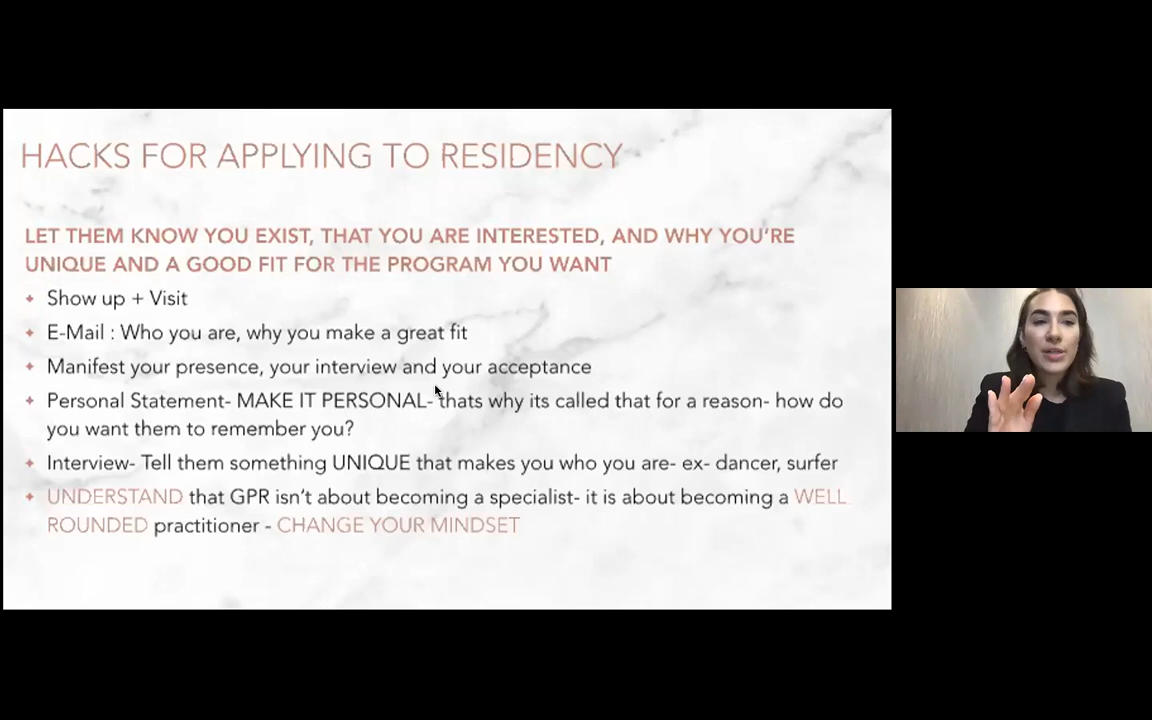 HACKS FOR APPLYING TO RESIDENCY
LET THEM KNOW YOU EXIST, THAT YOU ARE INTERESTED, AND WHY YOU'RE
UNIQUE AND A GOOD FIT FOR THE PROGRAM YOU WANT
Show up + Visit
E-Mail : Who you are, why you make a great fit
Manifest your presence, your interview and your acceptance
Personal Statement- MAKE IT PERSONAL- thats why its called that for a reason- how do
you want them to remember you?
Interview- Tell them something UNIQUE that makes you who you are- ex- dancer, surfer
UNDERSTAND that GPR isn't about becoming a specialist- it is about becoming a WELL
ROUNDED practitioner - CHANGE YOUR MINDSET